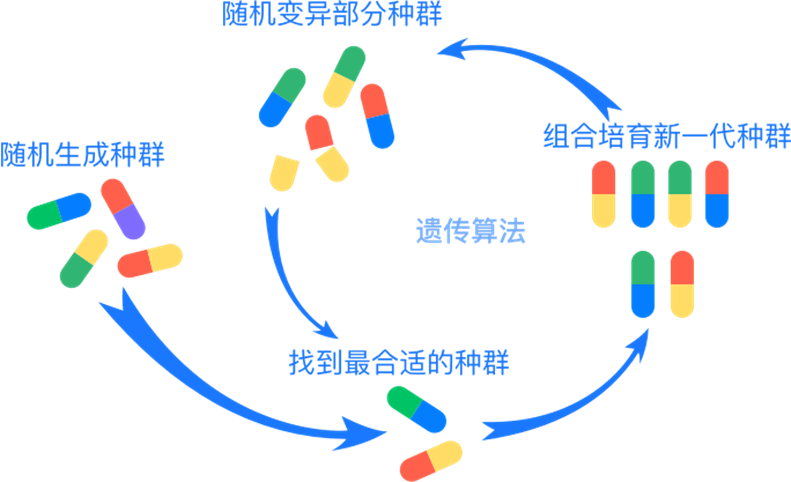 随机变异部分种群
组合培育新一代种群
随机生成种群
遗传算法
找到最合适的种群